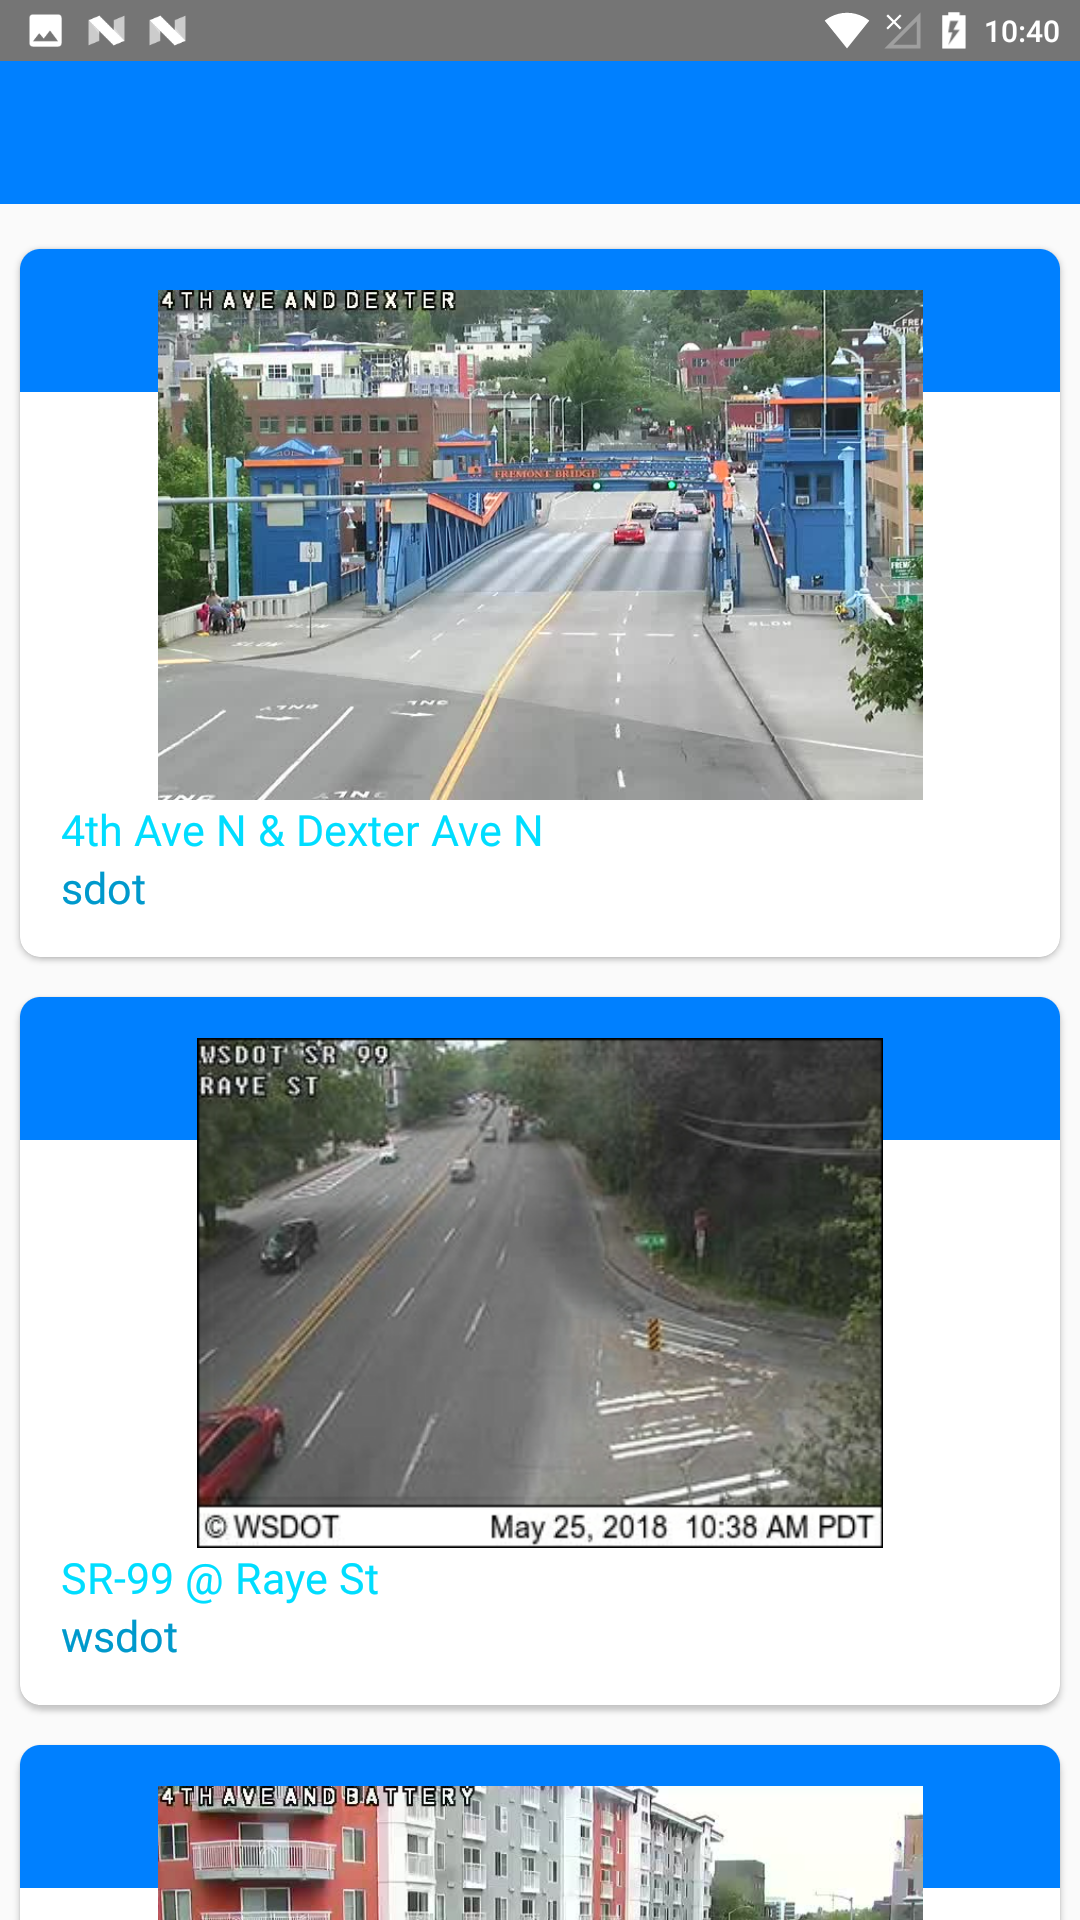 10:40
4TH AVE AND DEXTER
FREMONT BRIDGE
SLOW
4th Ave N & Dexter Ave N
sdot
WSDOT SR 99
RAYE ST
© WSDOT May 25, 2018 10:38 AM PDT
SR-99 @ Raye St
wsdot
4TH AVE AND BATTERY